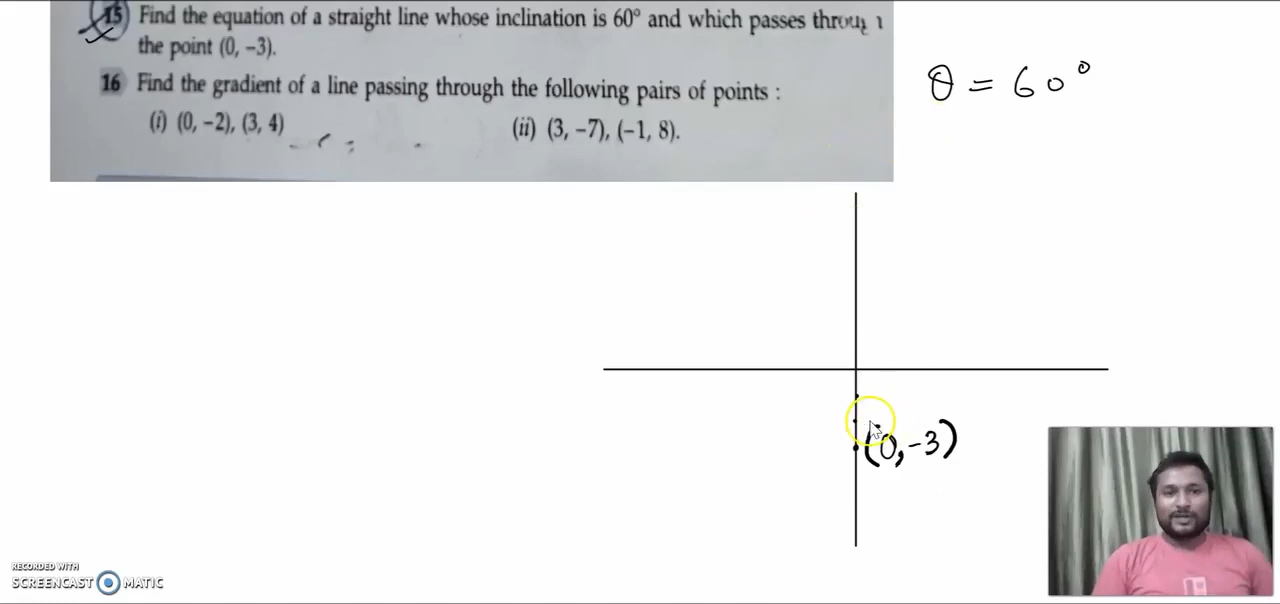 15 Find the equation of a straight line whose inclination is 60° and which passes throug
the point (0, –3).
16 Find the gradient of a line passing through the following pairs of points :
(i) (0, –2), (3, 4) (ii) (3, –7), (–1, 8).
θ = 60°
(0, -3)
RECORDED WITH
SCREENCAST MATIC